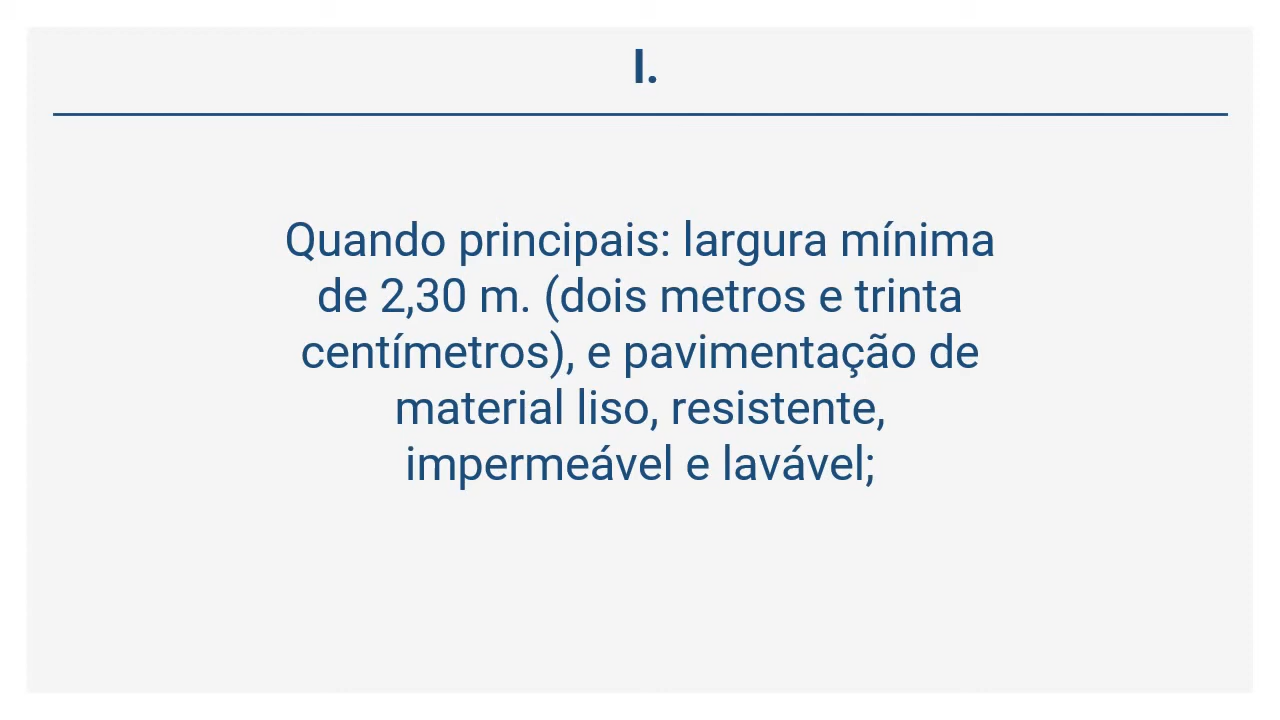 I.
Quando principais: largura mínima
de 2,30 m. (dois metros e trinta
centímetros), e pavimentação de
material liso, resistente,
impermeável e lavável;